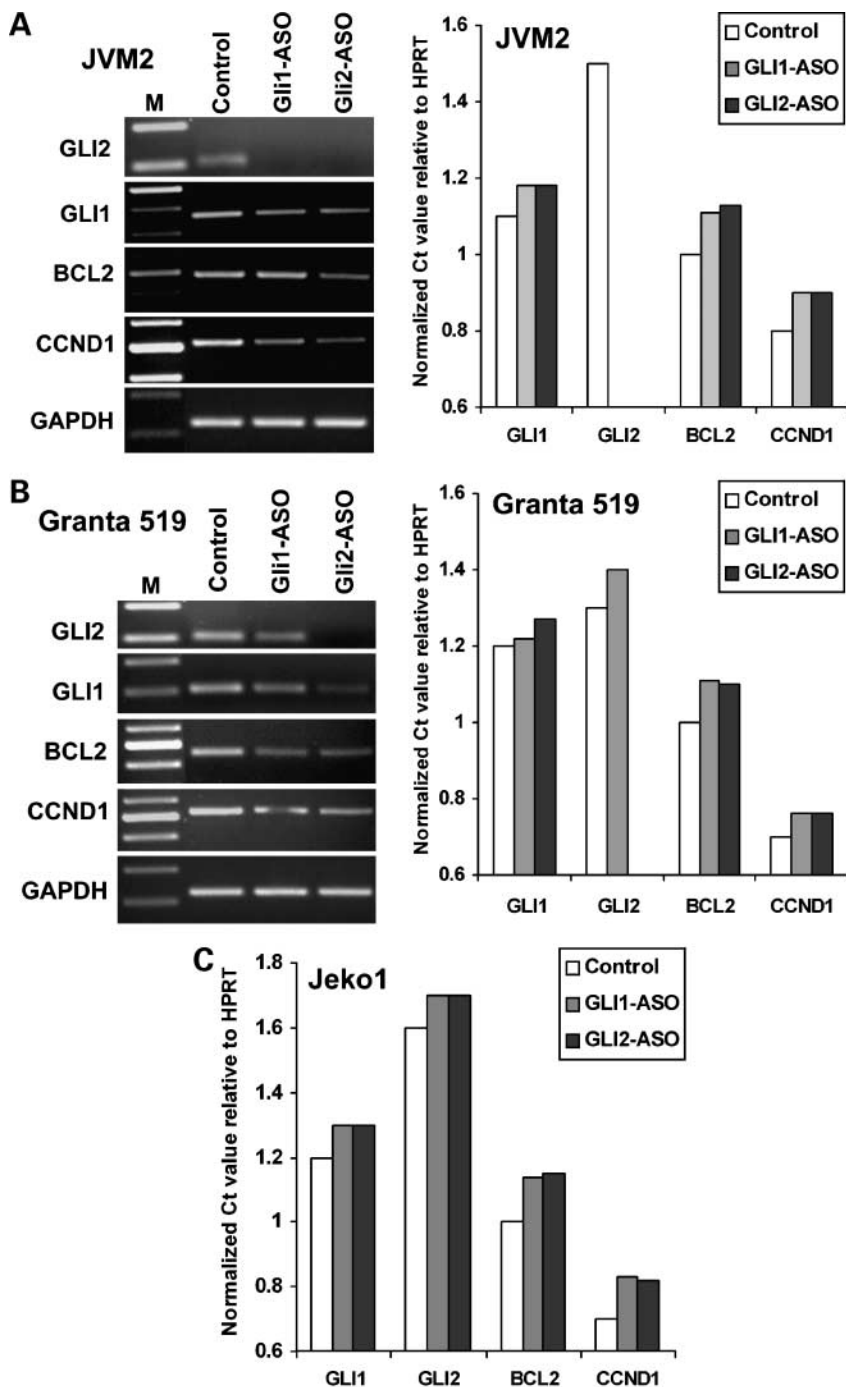 A
JVM2
M
Control
Gli1-ASO
Gli2-ASO
GLI2
GLI1
BCL2
CCND1
GAPDH
JVM2
Control
GLI1-ASO
GLI2-ASO
Normalized Ct value relative to HPRT
1.6
1.4
1.2
1
0.8
0.6
GLI1
GLI2
BCL2
CCND1
B
Granta 519
M
Control
Gli1-ASO
Gli2-ASO
GLI2
GLI1
BCL2
CCND1
GAPDH
Granta 519
Control
GLI1-ASO
GLI2-ASO
Normalized Ct value relative to HPRT
1.6
1.4
1.2
1
0.8
0.6
GLI1
GLI2
BCL2
CCND1
C
Jeko1
Control
GLI1-ASO
GLI2-ASO
Normalized Ct value relative to HPRT
1.8
1.6
1.4
1.2
1
0.8
0.6
GLI1
GLI2
BCL2
CCND1